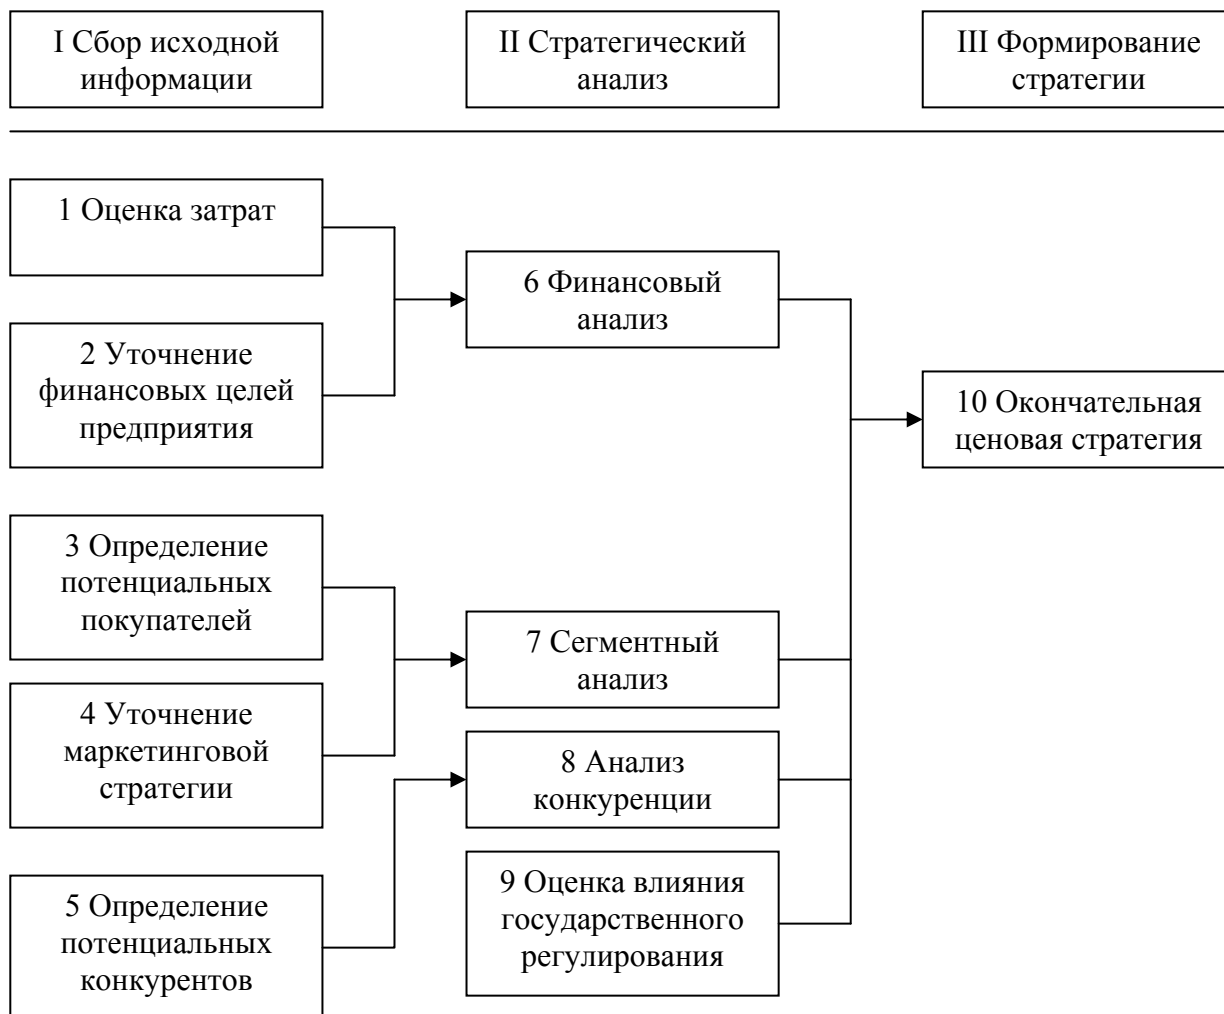 I Сбор исходной
информации
II Стратегический
анализ
III Формирование
стратегии
1 Оценка затрат
2 Уточнение
финансовых целей
предприятия
3 Определение
потенциальных
покупателей
4 Уточнение
маркетинговой
стратегии
5 Определение
потенциальных
конкурентов
6 Финансовый
анализ
7 Сегментный
анализ
8 Анализ
конкуренции
9 Оценка влияния
государственного
регулирования
10 Окончательная
ценовая стратегия